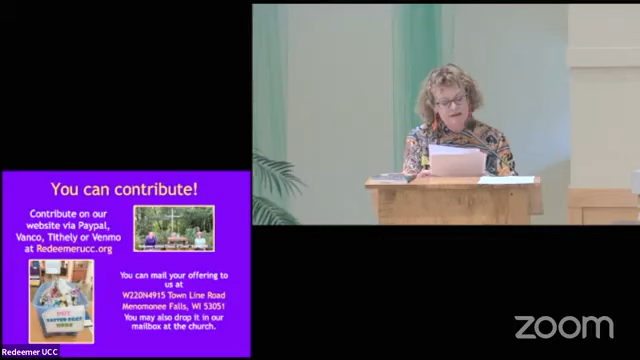 You can contribute!
Contribute on our
website via Paypal,
Vanco, Tithely or Venmo
at Redeemerucc.org
You can mail your offering to
us at
W220N4915 Town Line Road
Menomonee Falls, WI 53051
You may also drop it in our
mailbox at the church.
Redeemer UCC
zoom